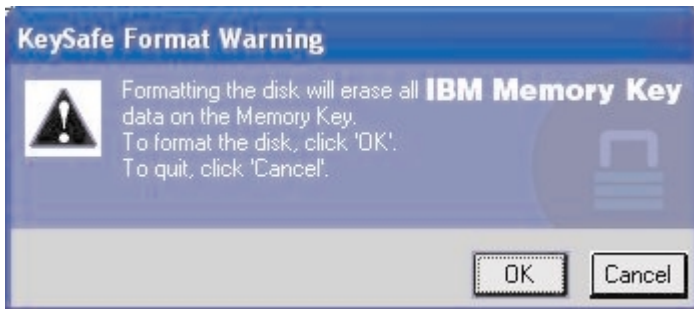 KeySafe Format Warning
Formatting the disk will erase all IBM Memory Key
data on the Memory Key.
To format the disk, click 'OK'.
To quit, click 'Cancel'.
OK Cancel